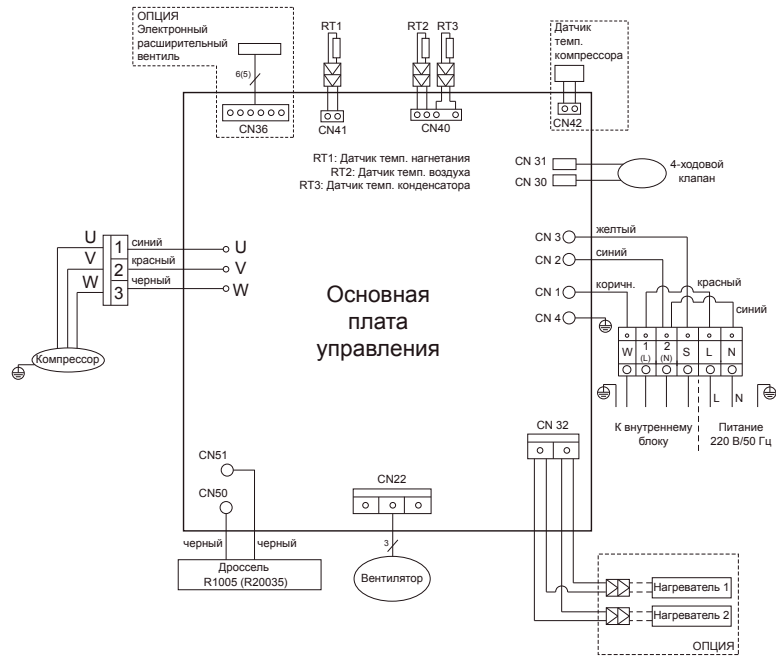 ОПЦИЯ
Электронный
расширительный
вентиль
6(5)
CN36
RT1
CN41
RT2
RT3
CN40
Датчик
темп.
компрессора
CN42
RT1: Датчик темп. нагнетания
RT2: Датчик темп. воздуха
RT3: Датчик темп. конденсатора
CN 31
CN 30
4-ходовой
клапан
U
V
W
1
2
3
синий
красный
черный
U
V
W
Компрессор
Основная
плата
управления
CN 3
CN 2
CN 1
CN 4
желтый
синий
коричн.
красный
синий
W
1
(L)
2
(N)
S
L
N
L
N
К внутреннему
блоку
Питание
220 В/50 Гц
CN51
CN50
черный
черный
Дроссель
R1005 (R20035)
CN22
3
Вентилятор
CN 32
Нагреватель 1
Нагреватель 2
ОПЦИЯ